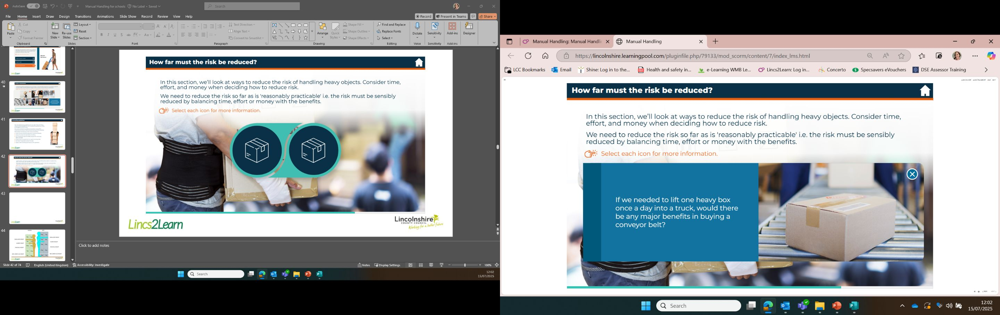 AutoSave
Manual Handling for schools
No Label • Saved
Search
File
Home
Insert
Draw
Design
Transitions
Animations
Slide Show
Record
Review
View
Help
Record
Present in Teams
Share
Paste
Cut
Copy
Format Painter
Clipboard
New
Slide
Re-use
Slides
Layout
Reset
Section
Slides
Font
Text Direction
Align Text
Convert to SmartArt
Paragraph
Arrange
Quick
Styles
Shape Fill
Shape Outline
Shape Effects
Drawing
Find and Replace
Replace Fonts
Select
Editing
Dictate
Voice
Sensitivity
Sensitivity
Add-ins
Add-ins
Designer
40
41
42
43
44
How far must the risk be reduced?
In this section, we'll look at ways to reduce the risk of handling heavy objects. Consider time,
effort, and money when deciding how to reduce risk.
We need to reduce the risk so far as is 'reasonably practicable' i.e. the risk must be sensibly
reduced by balancing time, effort or money with the benefits.
Select each icon for more information.
Lincs2Learn
Lincolnshire
COUNTY COUNCIL
Working for a better future
Click to add notes
Slide 42 of 74
English (United Kingdom)
Accessibility: Investigate
Notes
Display Settings
100%
Search
12:02
15/07/2025
Manual Handling: Manual Handli
Manual Handling
https://lincolnshire.learningpool.com/pluginfile.php/79133/mod_scorm/content/7/index_lms.html
LCC Bookmarks
Email
Shine: Log in to the...
Health and safety in...
e-Learning WMB Le...
Lincs2Learn: Log in...
Concerto
Specsavers eVouchers
DSE Assessor Training
How far must the risk be reduced?
In this section, we'll look at ways to reduce the risk of handling heavy objects. Consider time,
effort, and money when deciding how to reduce risk.
We need to reduce the risk so far as is 'reasonably practicable' i.e. the risk must be sensibly
reduced by balancing time, effort or money with the benefits.
Select each icon for more information.
If we needed to lift one heavy box
once a day into a truck, would there
be any major benefits in buying a
conveyor belt?
Search
12:02
15/07/2025